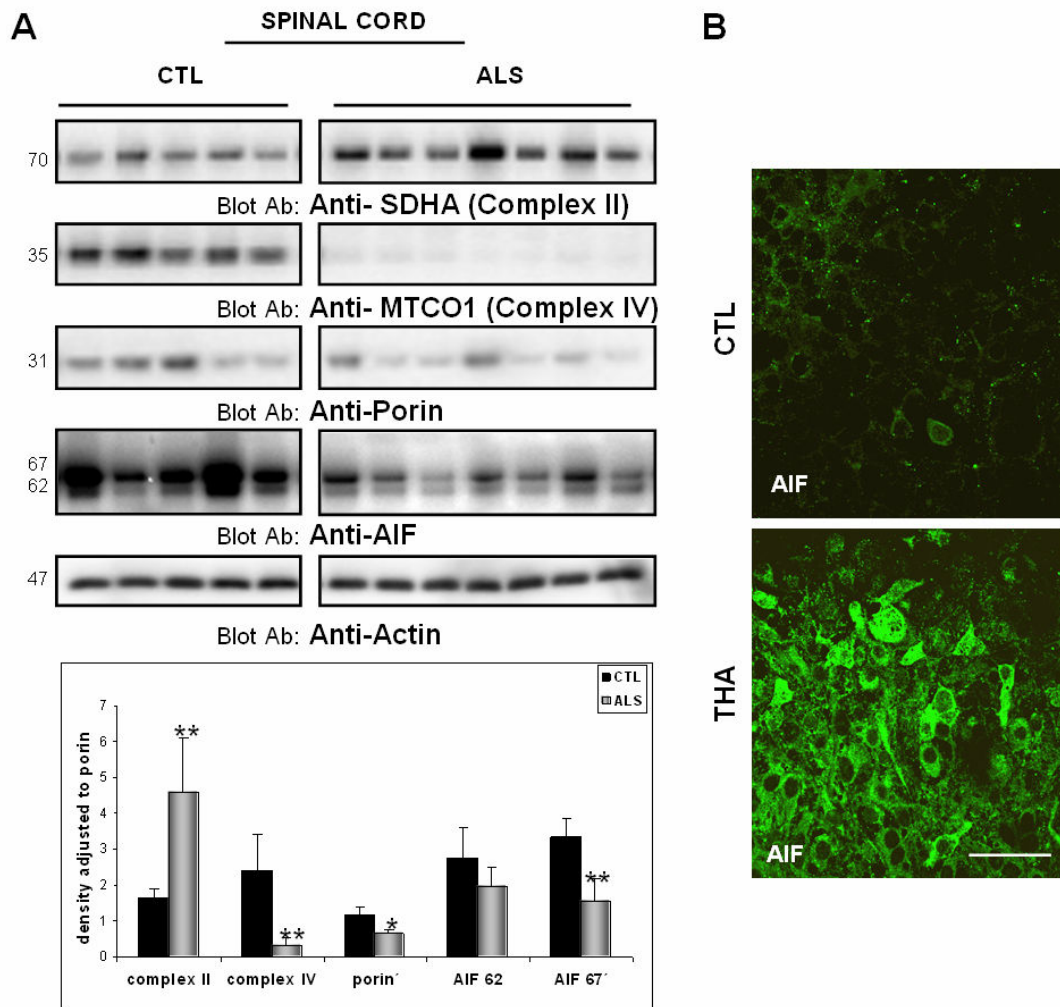 A
SPINAL CORD
CTL
ALS
70
Blot Ab: Anti- SDHA (Complex II)
35
Blot Ab: Anti- MTCO1 (Complex IV)
31
Blot Ab: Anti-Porin
67
62
Blot Ab: Anti-AIF
47
Blot Ab: Anti-Actin
CTL
ALS
density adjusted to porin
7
6
5
4
3
2
1
0
**
**
*
**
complex II
complex IV
porin´
AIF 62
AIF 67´
B
CTL
AIF
THA
AIF